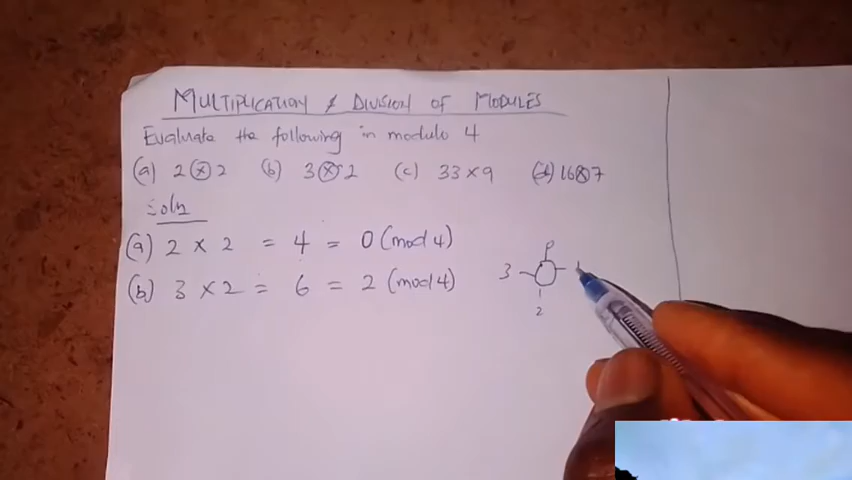 MULTIPLICATION & DIVISION OF MODULES
Evaluate the following in modulo 4
(a) 2 ⊗ 2 (b) 3 ⊗ 2 (c) 33 × 9 (d) 16 ⊗ 7
Soln
(a) 2 × 2 = 4 = 0 (mod 4)
(b) 3 × 2 = 6 = 2 (mod 4)
0
3 1
2